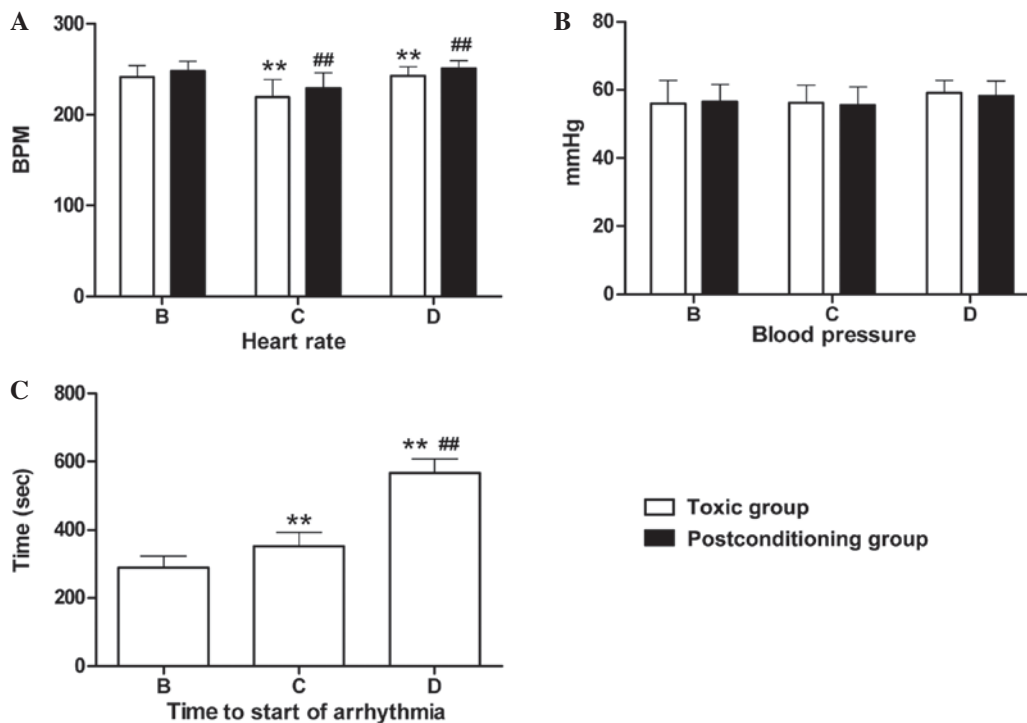 A
300
200
100
0
BPM
**
##
**
##
B
C
D
Heart rate
B
80
60
40
20
0
mmHg
B
C
D
Blood pressure
C
800
600
400
200
0
Time (sec)
**
** ##
B
C
D
Time to start of arrhythmia
Toxic group
Postconditioning group